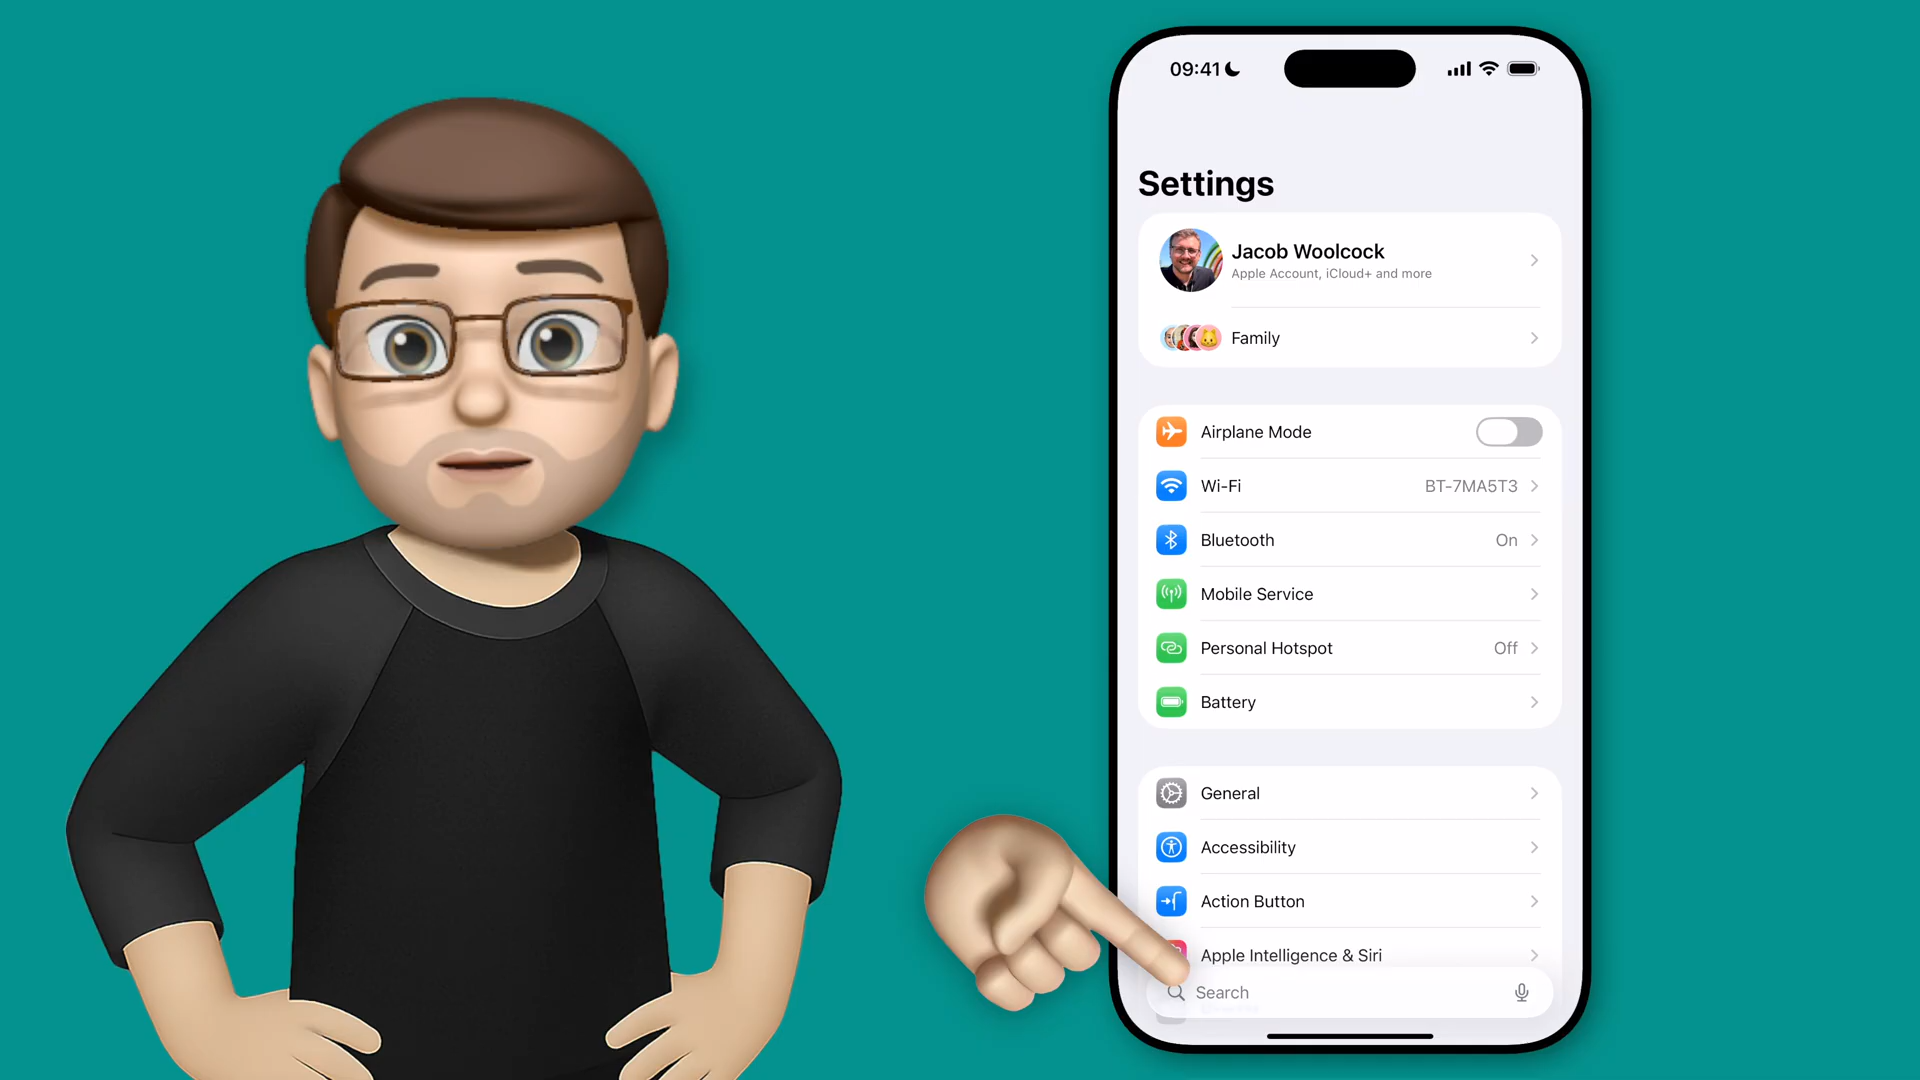 09:41
Settings
Jacob Woolcock
Apple Account, iCloud+ and more
Family
Airplane Mode
Wi-Fi BT-7MA5T3
Bluetooth On
Mobile Service
Personal Hotspot Off
Battery
General
Accessibility
Action Button
Apple Intelligence & Siri
Search